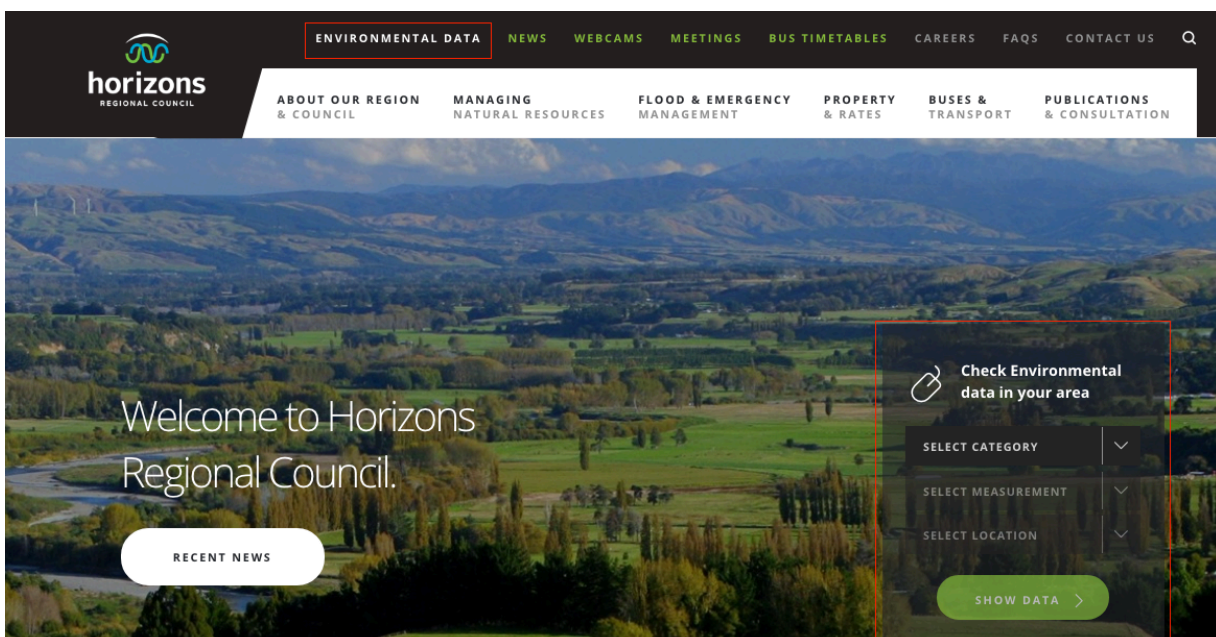 ENVIRONMENTAL DATA NEWS WEBCAMS MEETINGS BUS TIMETABLES CAREERS FAQS CONTACT US
horizons
REGIONAL COUNCIL
ABOUT OUR REGION MANAGING FLOOD & EMERGENCY PROPERTY BUSES & PUBLICATIONS
& COUNCIL NATURAL RESOURCES MANAGEMENT & RATES TRANSPORT & CONSULTATION
Welcome to Horizons
Regional Council.
RECENT NEWS
Check Environmental
data in your area
SELECT CATEGORY
SELECT MEASUREMENT
SELECT LOCATION
SHOW DATA